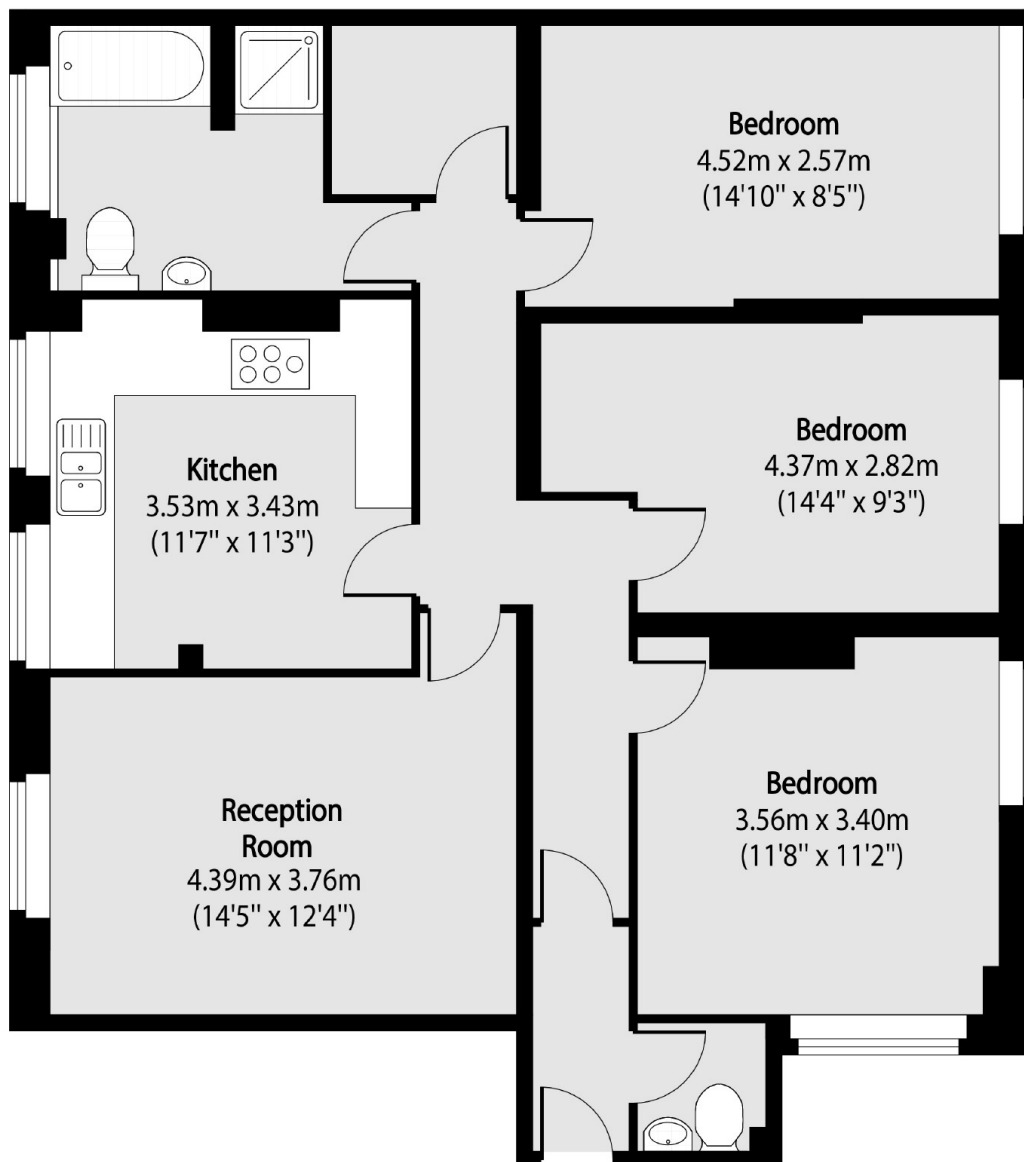 Bedroom
4.52m x 2.57m
(14'10" x 8'5")
Bedroom
4.37m x 2.82m
(14'4" x 9'3")
Kitchen
3.53m x 3.43m
(11'7" x 11'3")
Bedroom
3.56m x 3.40m
(11'8" x 11'2")
Reception
Room
4.39m x 3.76m
(14'5" x 12'4")